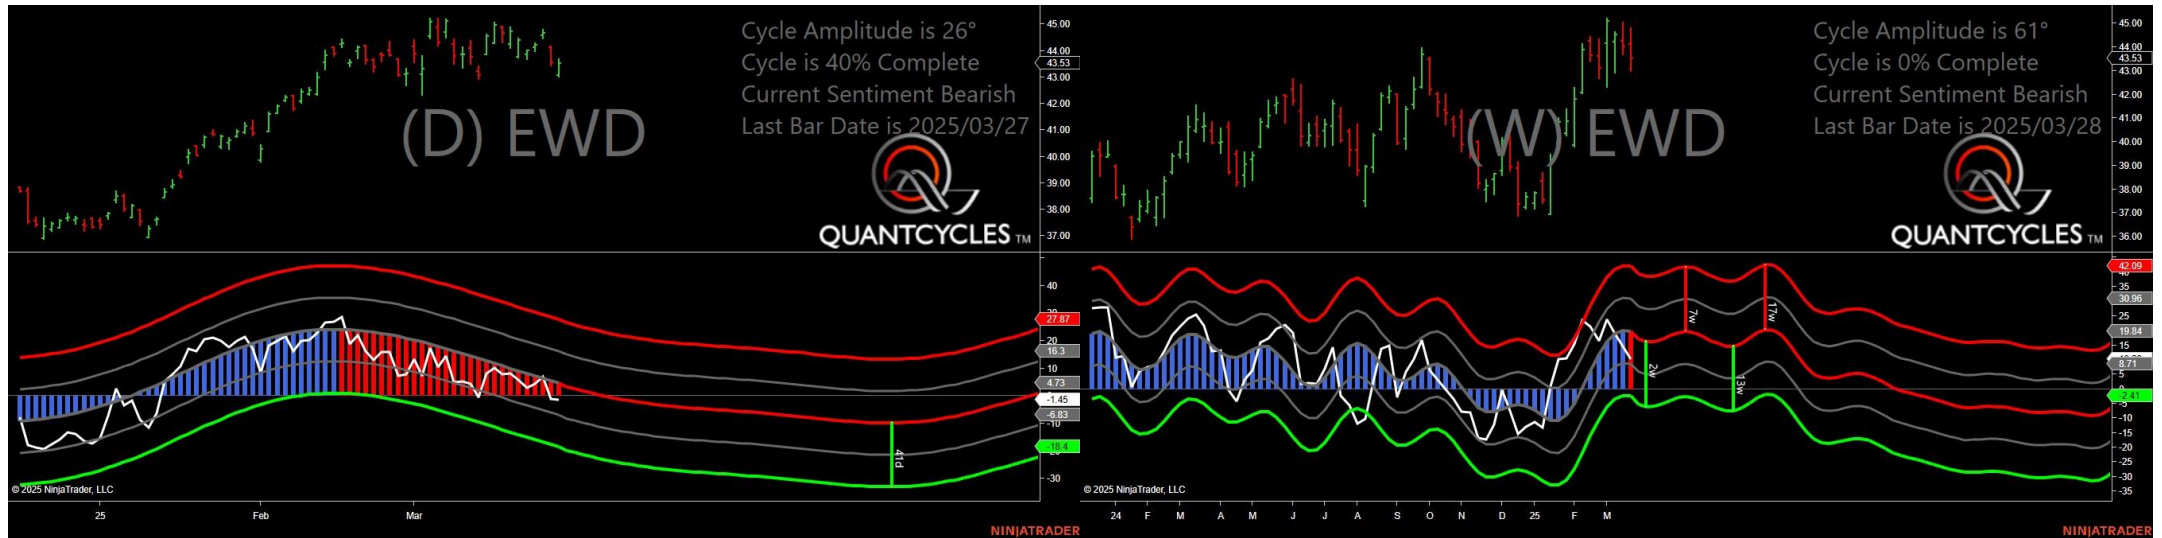 Cycle Amplitude is 26°
Cycle is 40% Complete
Current Sentiment Bearish
Last Bar Date is 2025/03/27
(D) EWD
QUANTCYCLES TM
45.00
44.00
43.53
43.00
42.00
41.00
40.00
39.00
38.00
37.00
40
27.87
20
16.3
10
4.73
-1.45
-6.83
-10
-18.4
-30
41d
© 2025 NinjaTrader, LLC
25 Feb Mar
NINJATRADER
Cycle Amplitude is 61°
Cycle is 0% Complete
Current Sentiment Bearish
Last Bar Date is 2025/03/28
(W) EWD
QUANTCYCLES TM
45.00
44.00
43.53
43.00
42.00
41.00
40.00
39.00
38.00
37.00
36.00
42.09
35
30.96
25
19.84
15
8.71
5
-2.41
-10
-15
-20
-25
-30
-35
2w
7w
13w
17w
© 2025 NinjaTrader, LLC
24 F M A M J J A S O N D 25 F M
NINJATRADER